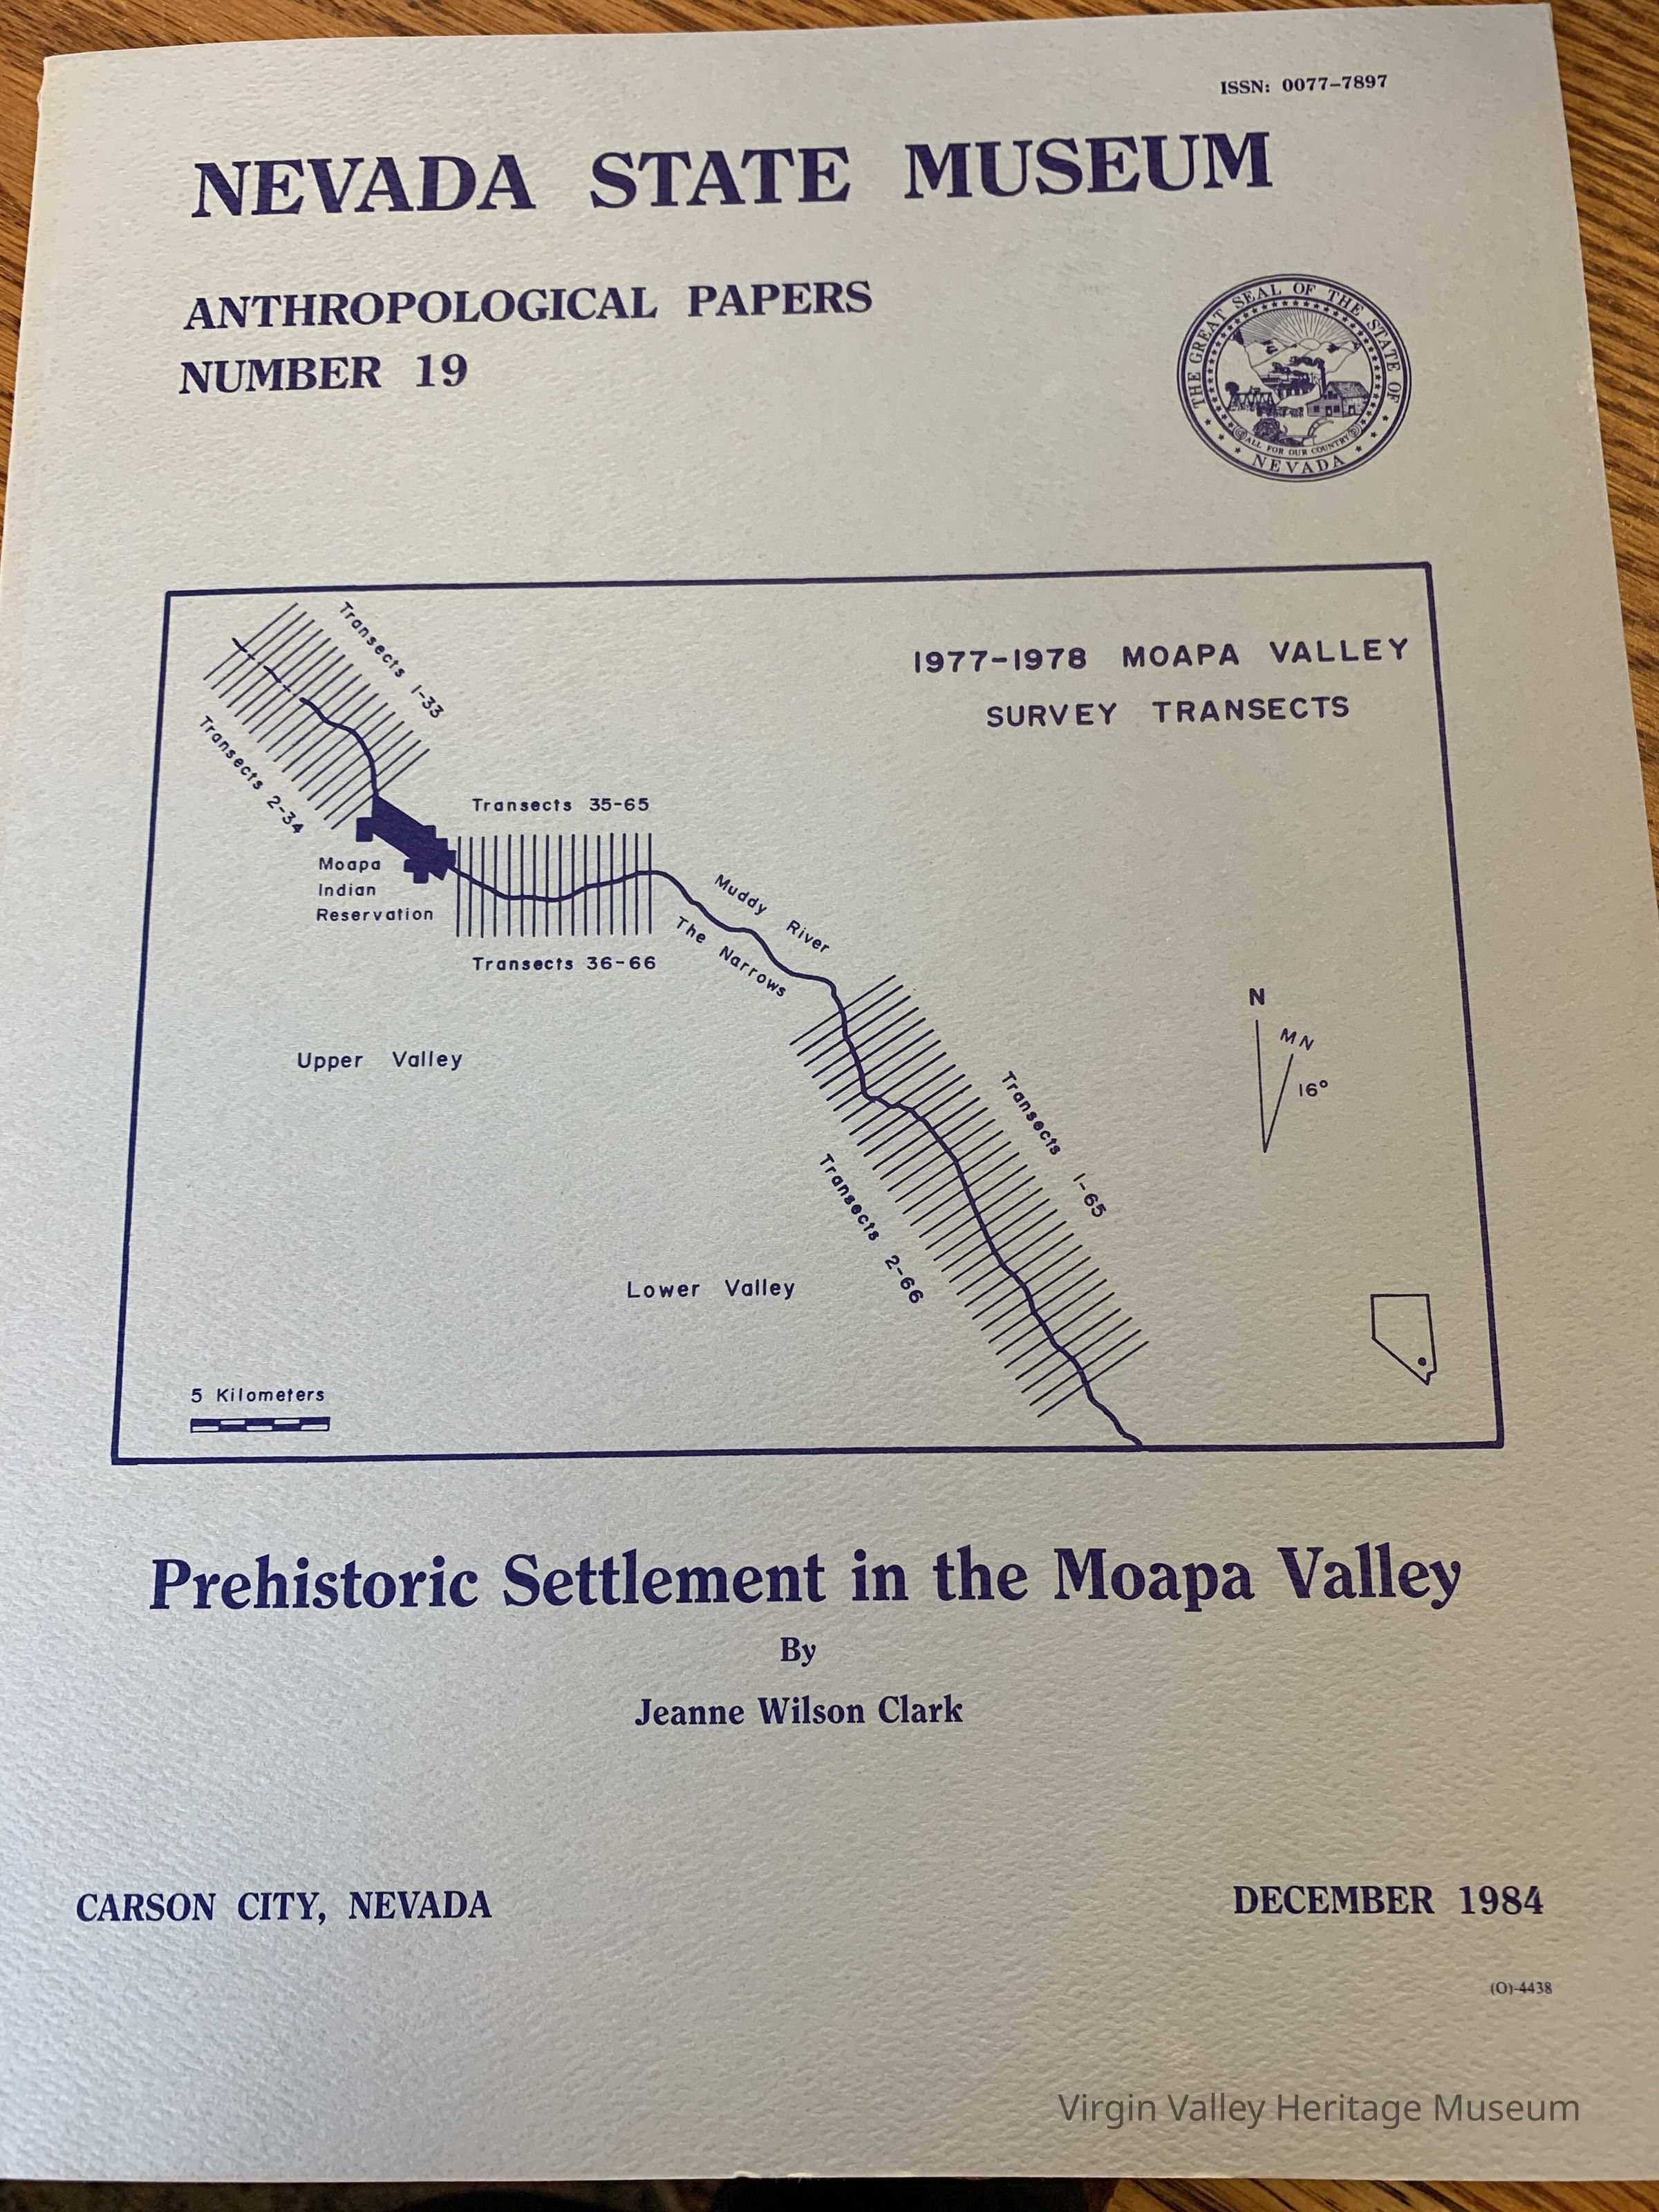 ISSN: 0077-7897
NEVADA STATE MUSEUM
ANTHROPOLOGICAL PAPERS
NUMBER 19
THE GREAT SEAL OF THE STATE OF
ALL FOR OUR COUNTRY
NEVADA
1977-1978 MOAPA VALLEY
SURVEY TRANSECTS
Transects 1-33
Transects 2-34
Transects 35-65
Moapa
Indian
Reservation
Transects 36-66
Muddy River
The Narrows
Upper Valley
N
MN
16°
Transects 1-65
Transects 2-66
Lower Valley
5 Kilometers
Prehistoric Settlement in the Moapa Valley
By
Jeanne Wilson Clark
CARSON CITY, NEVADA
DECEMBER 1984
(O)-4438
Virgin Valley Heritage Museum